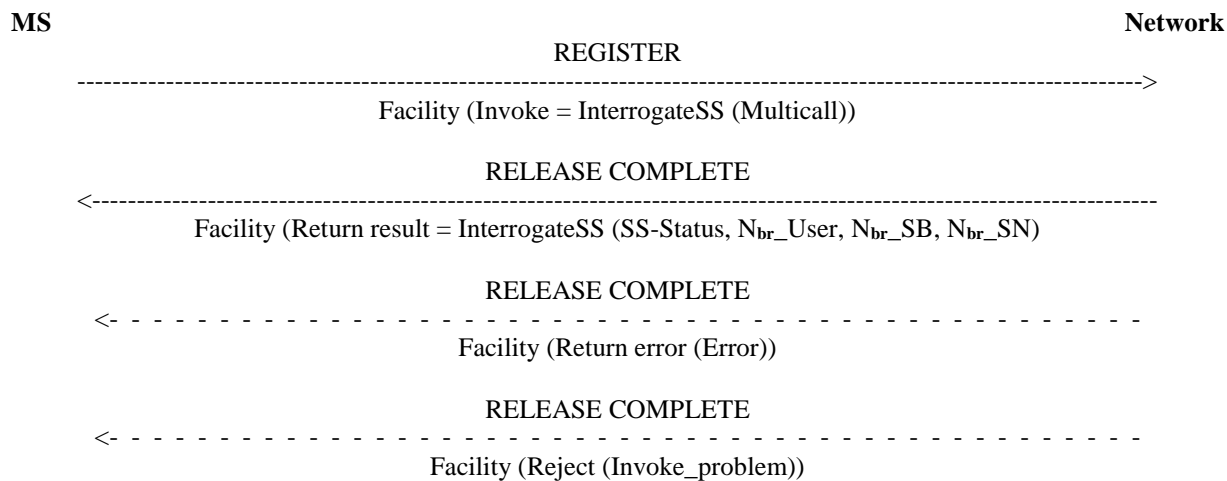 MS Network
REGISTER
Facility (Invoke = InterrogateSS (Multicall))
RELEASE COMPLETE
Facility (Return result = InterrogateSS (SS-Status, Nbr_User, Nbr_SB, Nbr_SN)
RELEASE COMPLETE
Facility (Return error (Error))
RELEASE COMPLETE
Facility (Reject (Invoke_problem))